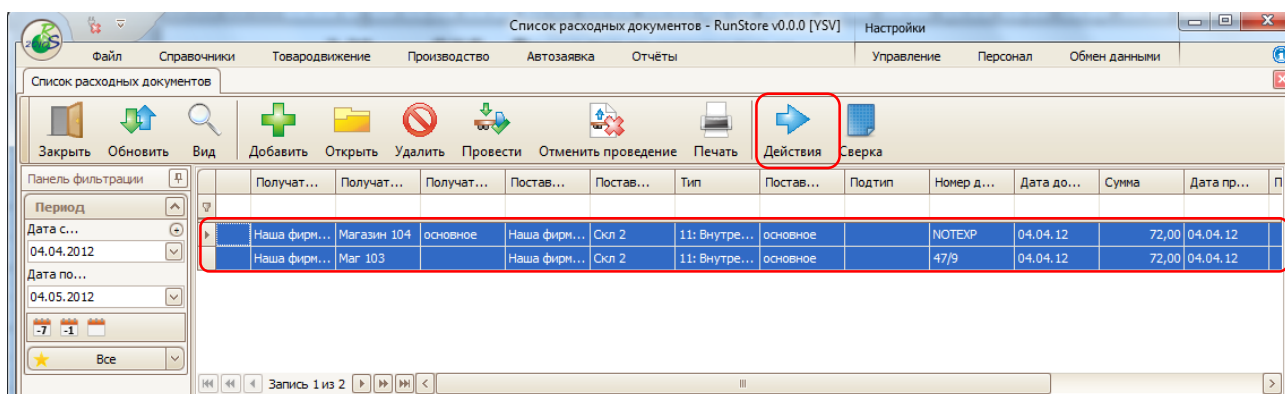 Список расходных документов - RunStore v0.0.0 [YSV] Настройки
Файл Справочники Товародвижение Производство Автозаявка Отчёты Управление Персонал Обмен данными
Список расходных документов
Закрыть Обновить Вид Добавить Открыть Удалить Провести Отменить проведение Печать Действия Сверка
Панель фильтрации
Получат... Получат... Получат... Постав... Постав... Тип Постав... Подтип Номер д... Дата до... Сумма Дата пр... П
Период
Дата с...
Наша фирм... Магазин 104 основное Наша фирм... Скл 2 11: Внутре... основное NOTEXP 04.04.12 72,00 04.04.12
04.04.2012
Наша фирм... Маг 103 Наша фирм... Скл 2 11: Внутре... основное 47/9 04.04.12 72,00 04.04.12
Дата по...
04.05.2012
-7 -1
Все
Запись 1 из 2